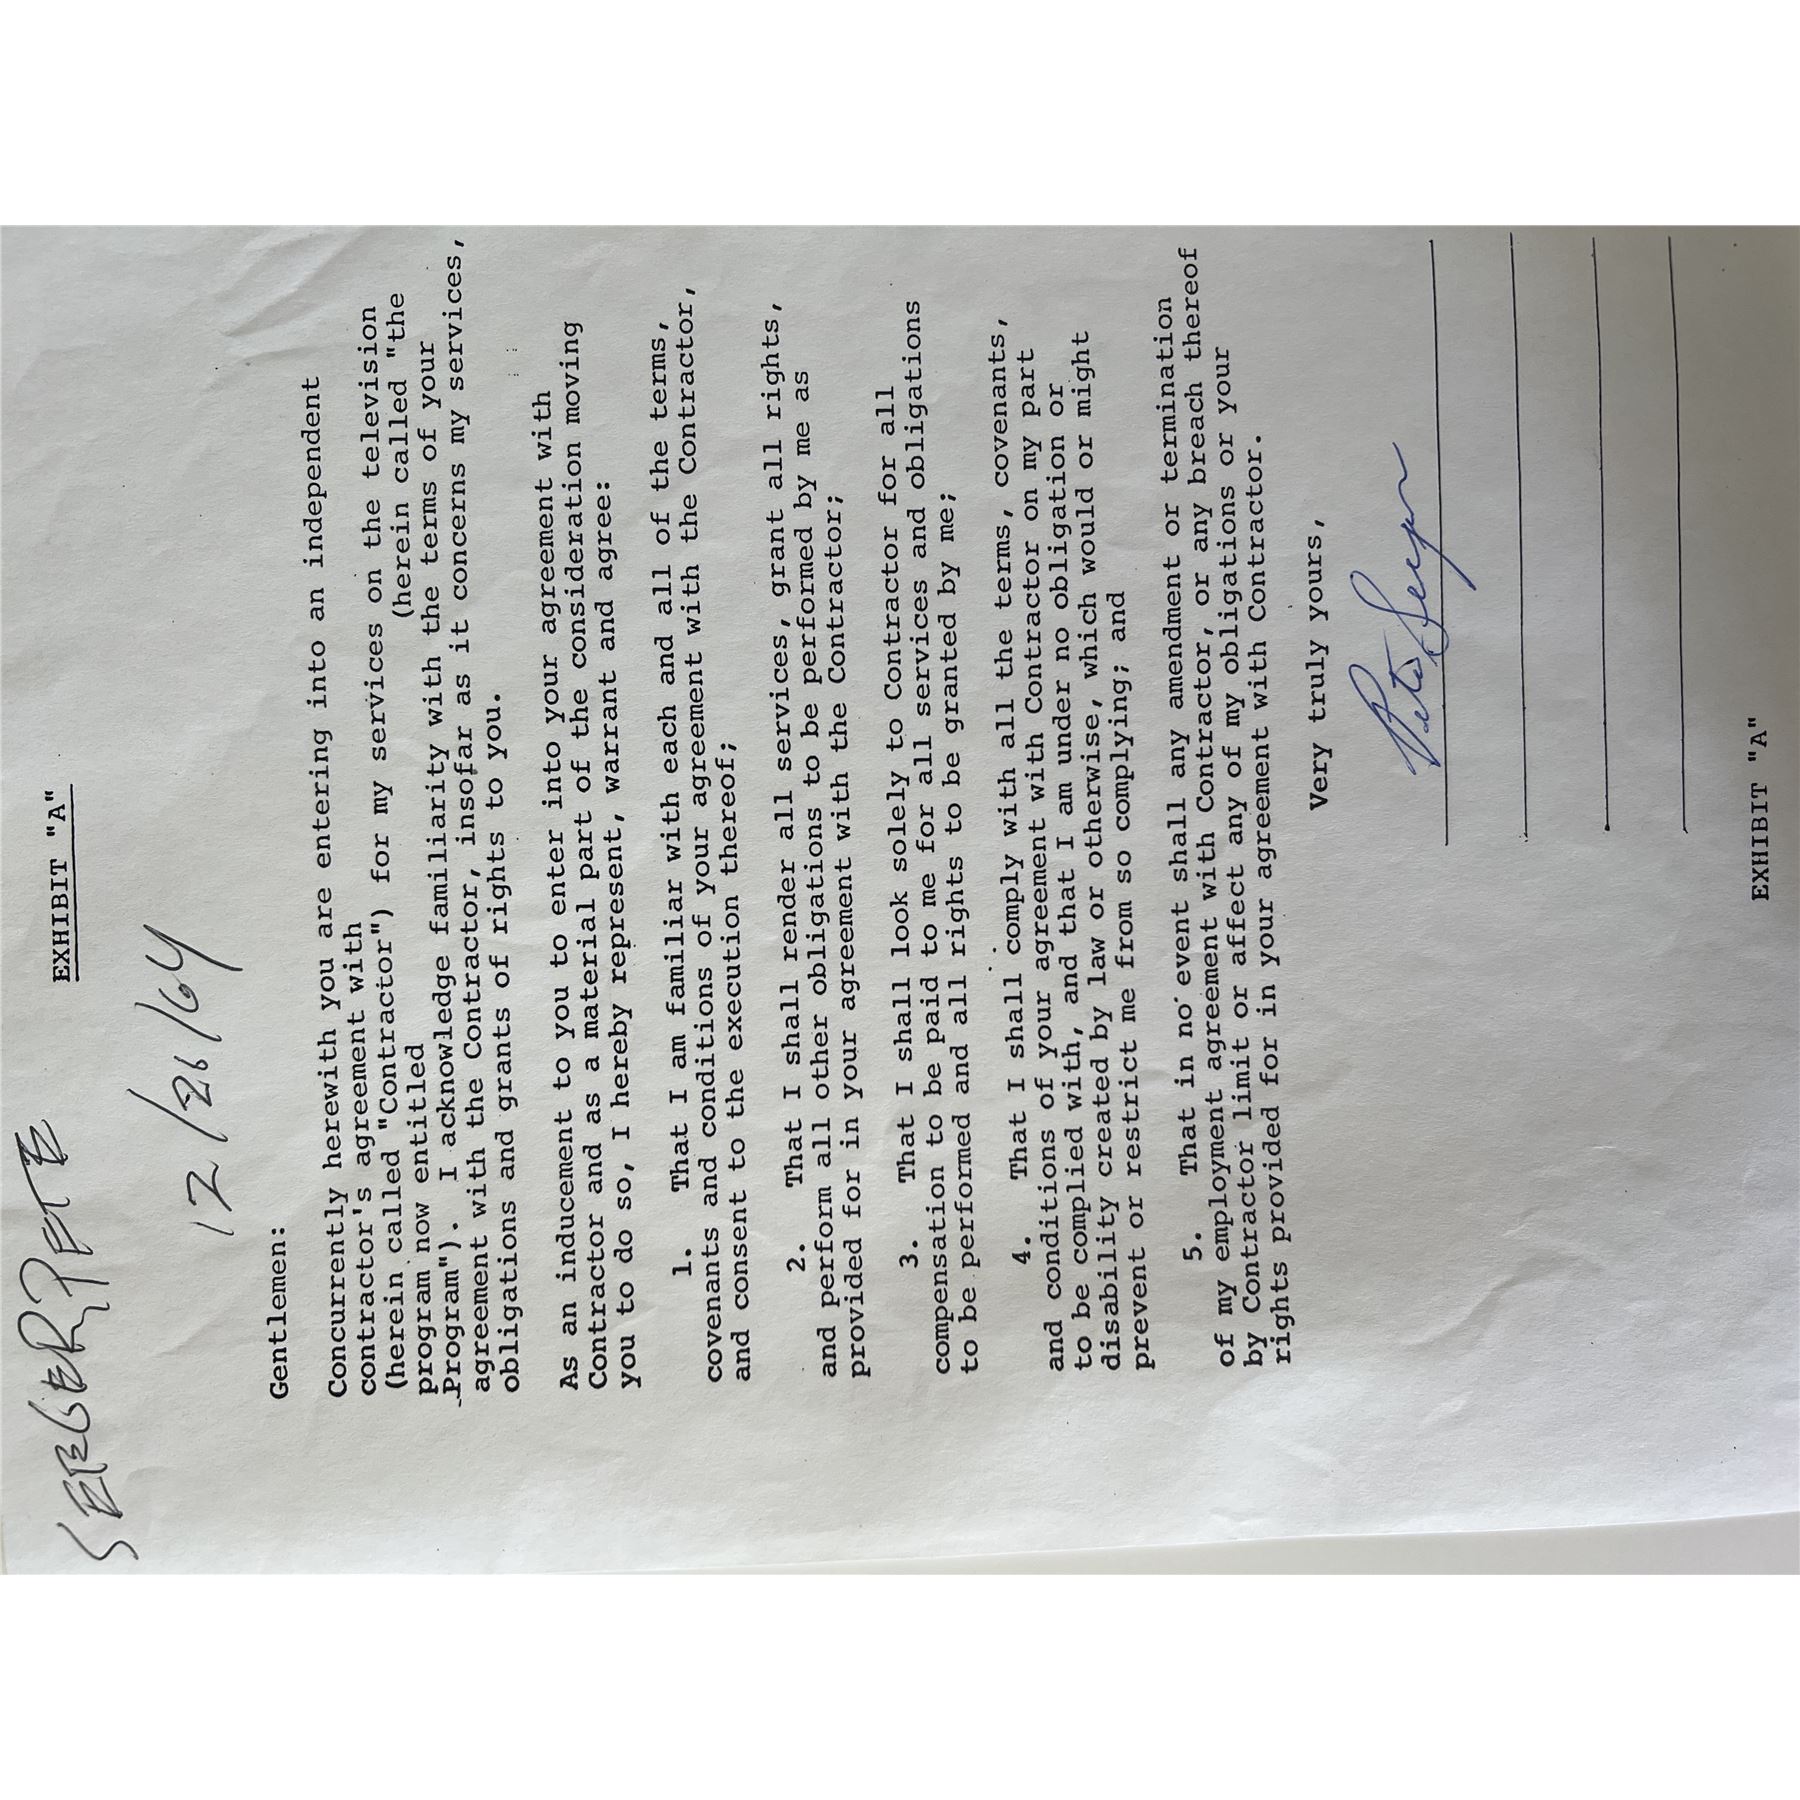 EXHIBIT "A"
SEEGER, PETE
12/26/64
Gentlemen:
Concurrently herewith you are entering into an independent
contractor's agreement with
(herein called "Contractor") for my services on the television
program now entitled (herein called "the
Program"). I acknowledge familiarity with the terms of your
agreement with the Contractor, insofar as it concerns my services,
obligations and grants of rights to you.
As an inducement to you to enter into your agreement with
Contractor and as a material part of the consideration moving
you to do so, I hereby represent, warrant and agree:
1. That I am familiar with each and all of the terms,
covenants and conditions of your agreement with the Contractor,
and consent to the execution thereof;
2. That I shall render all services, grant all rights,
and perform all other obligations to be performed by me as
provided for in your agreement with the Contractor;
3. That I shall look solely to Contractor for all
compensation to be paid to me for all services and obligations
to be performed and all rights to be granted by me;
4. That I shall comply with all the terms, covenants,
and conditions of your agreement with Contractor on my part
to be complied with, and that I am under no obligation or
disability created by law or otherwise, which would or might
prevent or restrict me from so complying; and
5. That in no event shall any amendment or termination
of my employment agreement with Contractor, or any breach thereof
by Contractor limit or affect any of my obligations or your
rights provided for in your agreement with Contractor.
Very truly yours,
Pete Seeger
EXHIBIT "A"